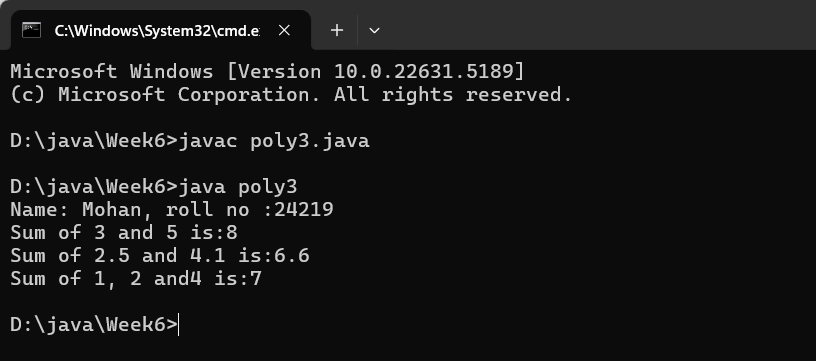 C:\Windows\System32\cmd.e
Microsoft Windows [Version 10.0.22631.5189]
(c) Microsoft Corporation. All rights reserved.
D:\java\Week6>javac poly3.java
D:\java\Week6>java poly3
Name: Mohan, roll no :24219
Sum of 3 and 5 is:8
Sum of 2.5 and 4.1 is:6.6
Sum of 1, 2 and4 is:7
D:\java\Week6>